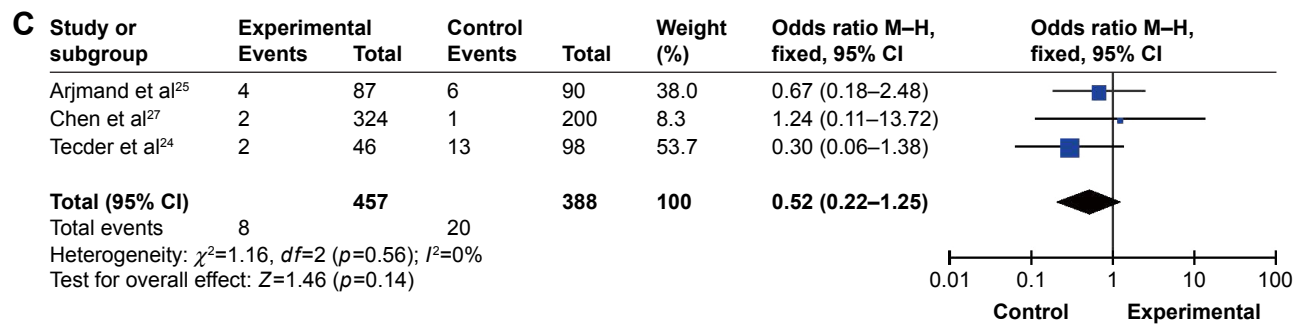 C Study or subgroup Experimental Events Total Control Events Total Weight (%) Odds ratio M–H, fixed, 95% CI Odds ratio M–H, fixed, 95% CI
Arjmand et al25 4 87 6 90 38.0 0.67 (0.18–2.48)
Chen et al27 2 324 1 200 8.3 1.24 (0.11–13.72)
Tecder et al24 2 46 13 98 53.7 0.30 (0.06–1.38)
Total (95% CI) 457 388 100 0.52 (0.22–1.25)
Total events 8 20
Heterogeneity: χ2=1.16, df=2 (p=0.56); I2=0%
Test for overall effect: Z=1.46 (p=0.14)
0.01 0.1 1 10 100
Control Experimental